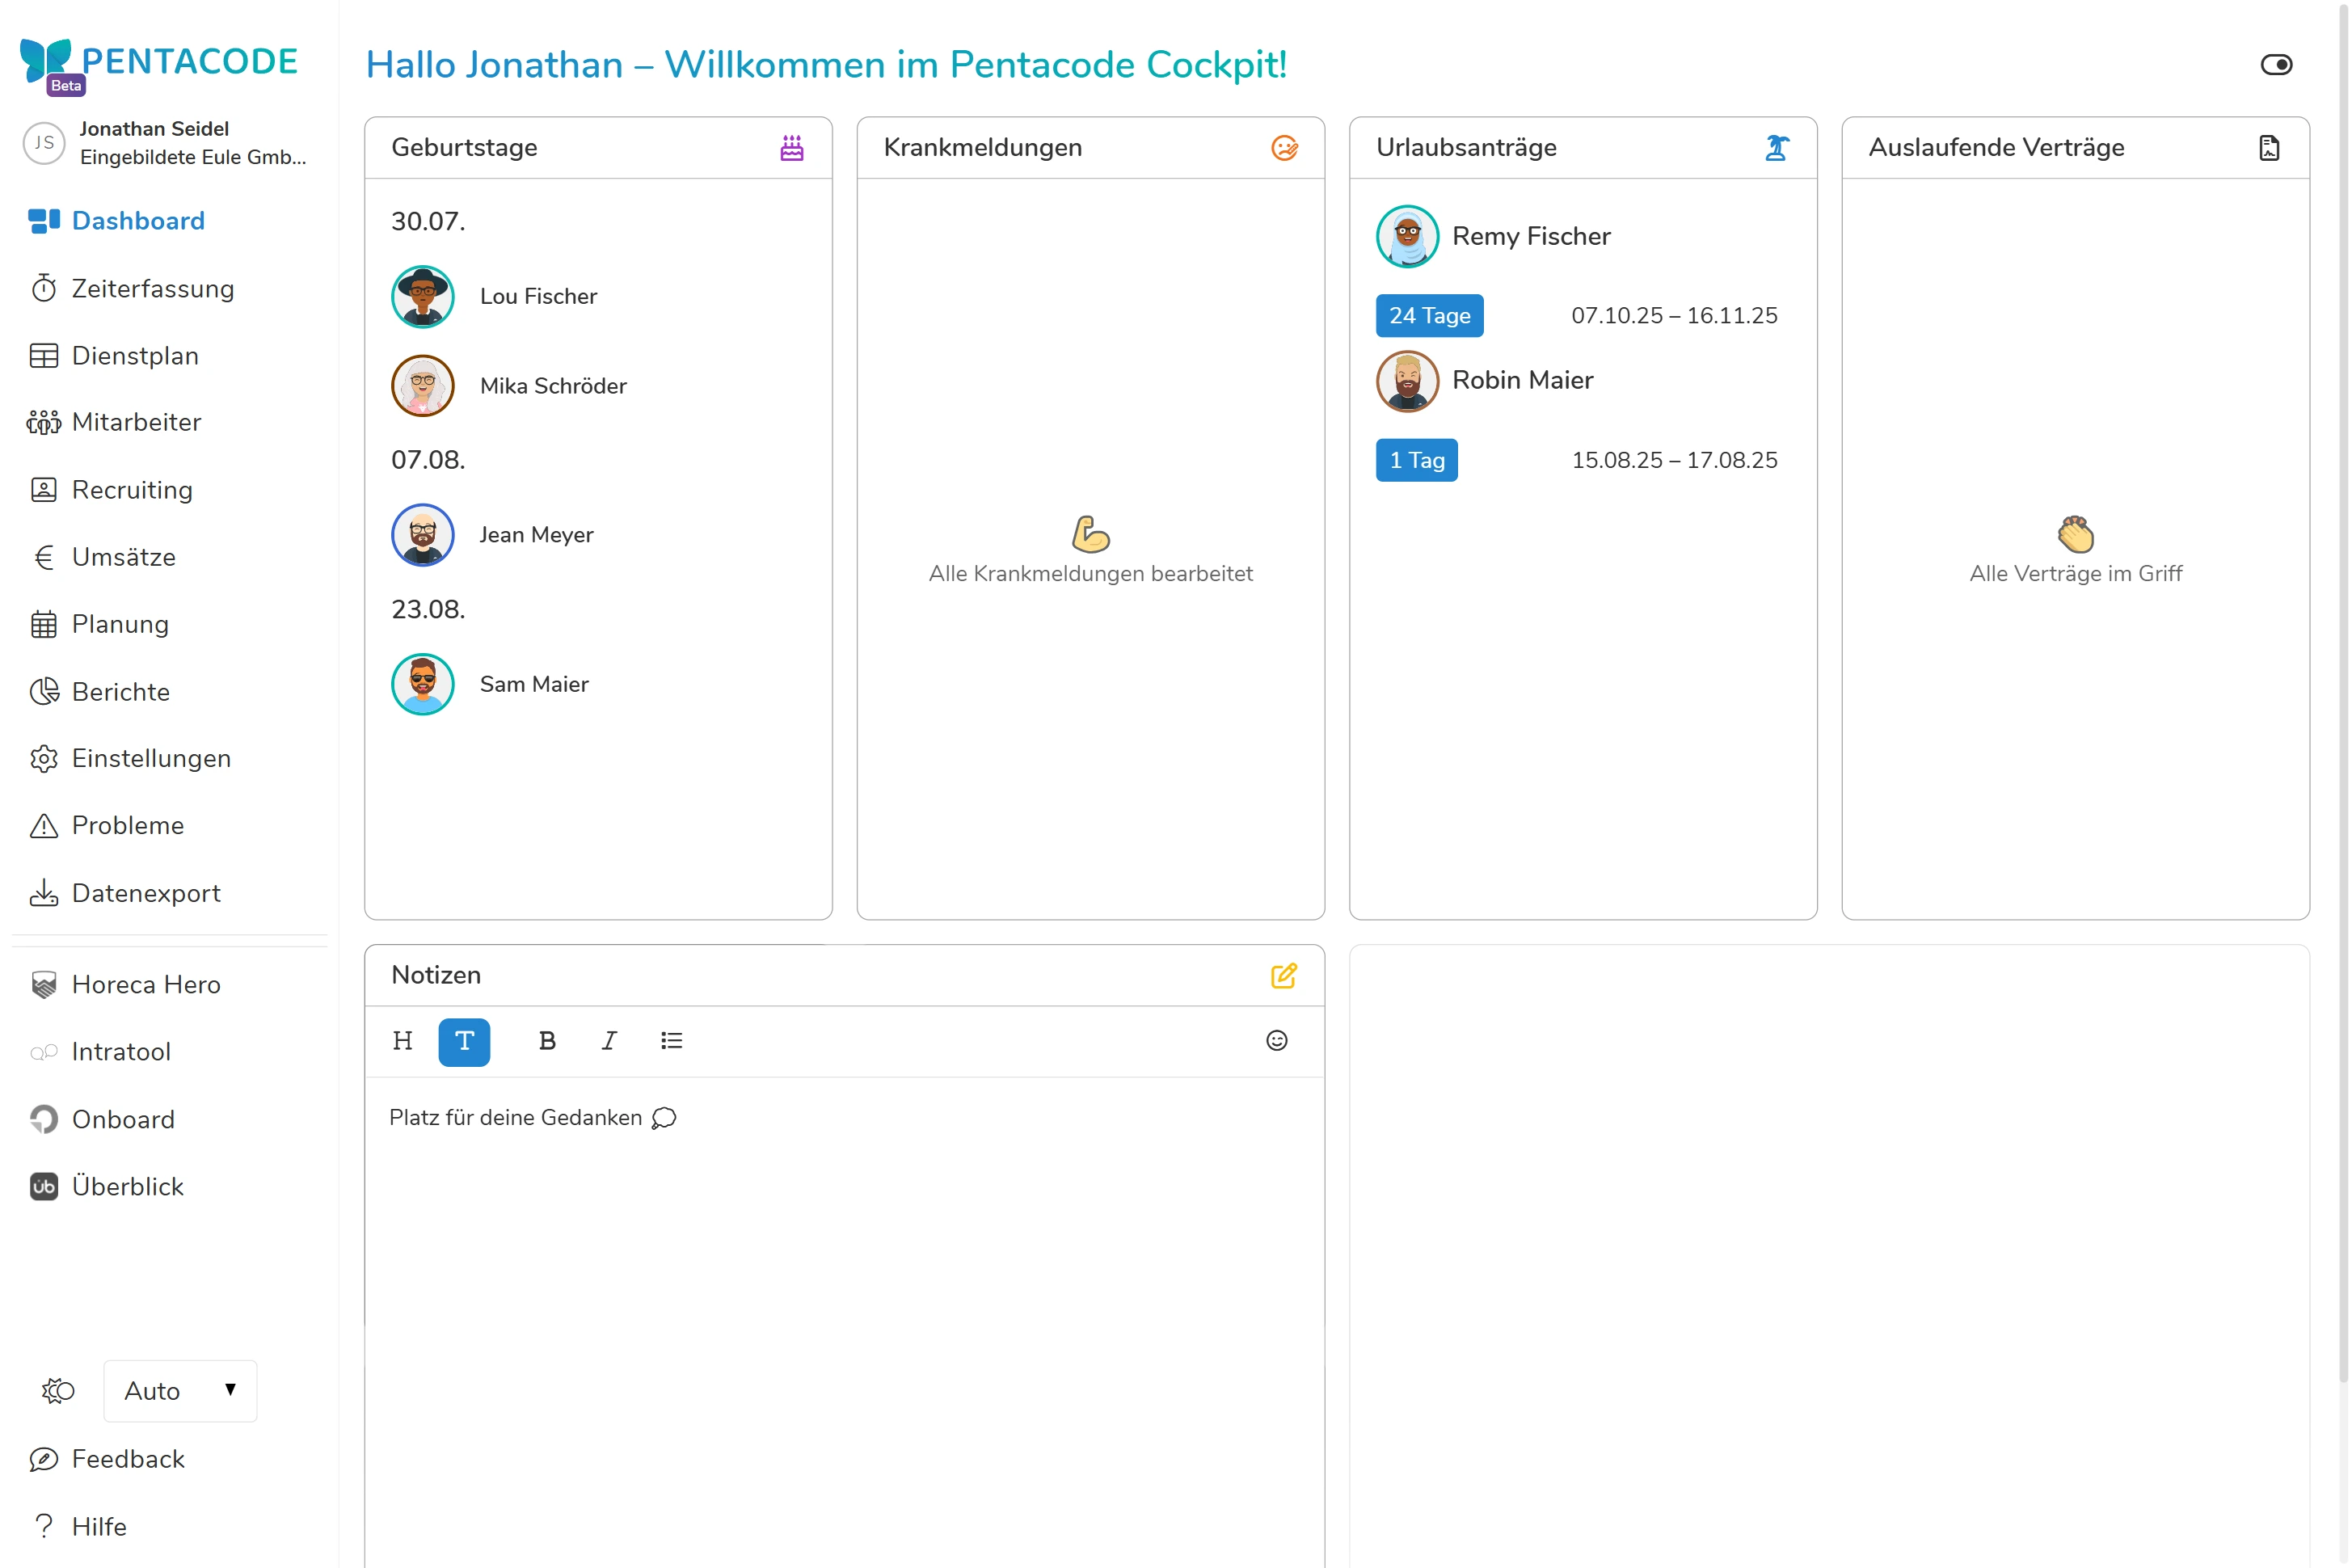 PENTACODE
Beta
JS
Jonathan Seidel
Eingebildete Eule Gmb...
Dashboard
Zeiterfassung
Dienstplan
Mitarbeiter
Recruiting
Umsätze
Planung
Berichte
Einstellungen
Probleme
Datenexport
Horeca Hero
Intratool
Onboard
üb Überblick
Auto
Feedback
Hilfe
Hallo Jonathan – Willkommen im Pentacode Cockpit!
Geburtstage
30.07.
Lou Fischer
Mika Schröder
07.08.
Jean Meyer
23.08.
Sam Maier
Krankmeldungen
Alle Krankmeldungen bearbeitet
Urlaubsanträge
Remy Fischer
24 Tage 07.10.25 – 16.11.25
Robin Maier
1 Tag 15.08.25 – 17.08.25
Auslaufende Verträge
Alle Verträge im Griff
Notizen
H T B I
Platz für deine Gedanken 💭